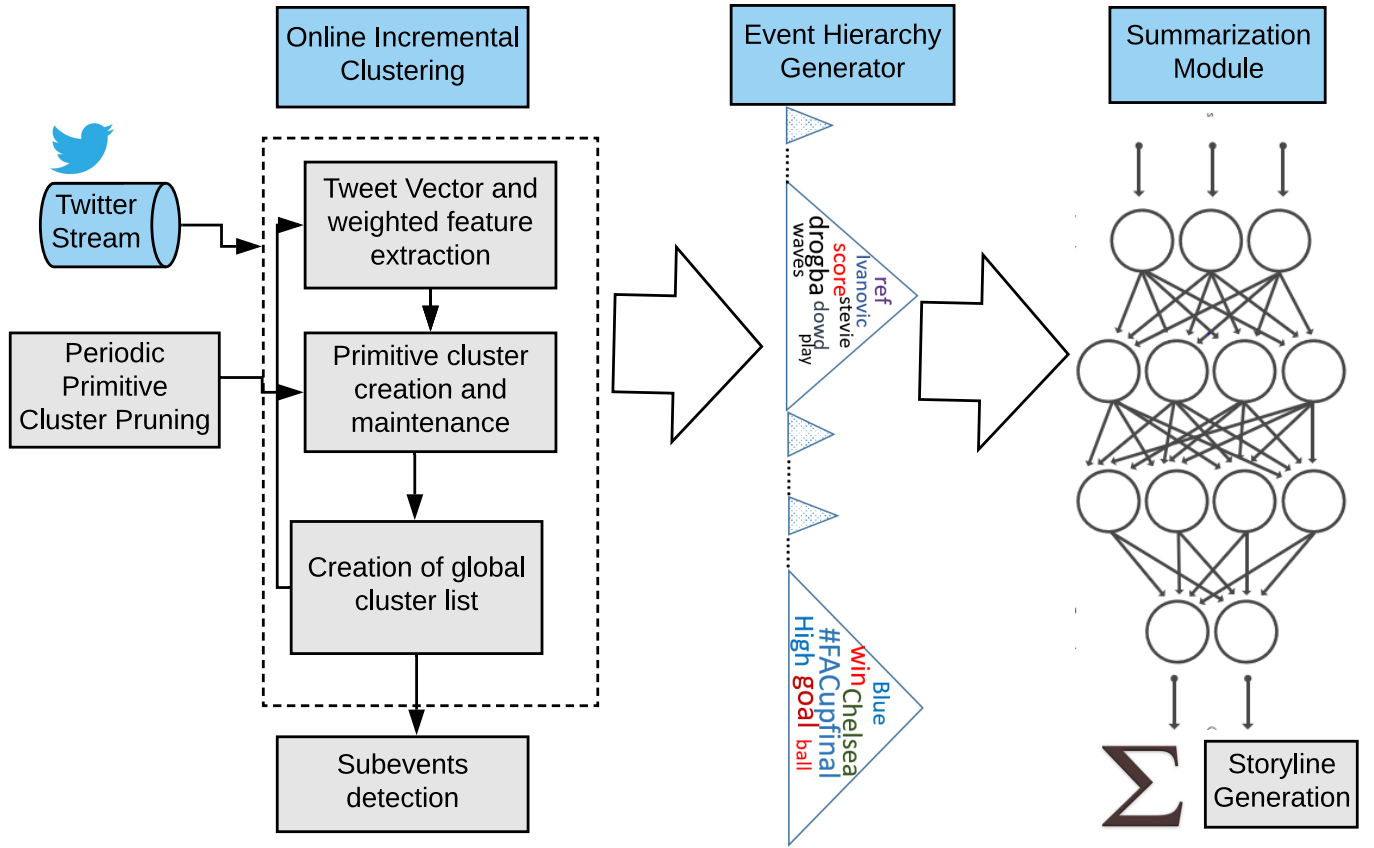 Online Incremental
Clustering
Event Hierarchy
Generator
Summarization
Module
s
Twitter
Stream
Tweet Vector and
weighted feature
extraction
Periodic
Primitive
Cluster Pruning
Primitive cluster
creation and
maintenance
Creation of global
cluster list
Subevents
detection
ref
Ivanovic
score
stevie
drogba
dowd
waves
play
Blue
win
Chelsea
#FACupfinal
High
goal
ball
Σ
Storyline
Generation